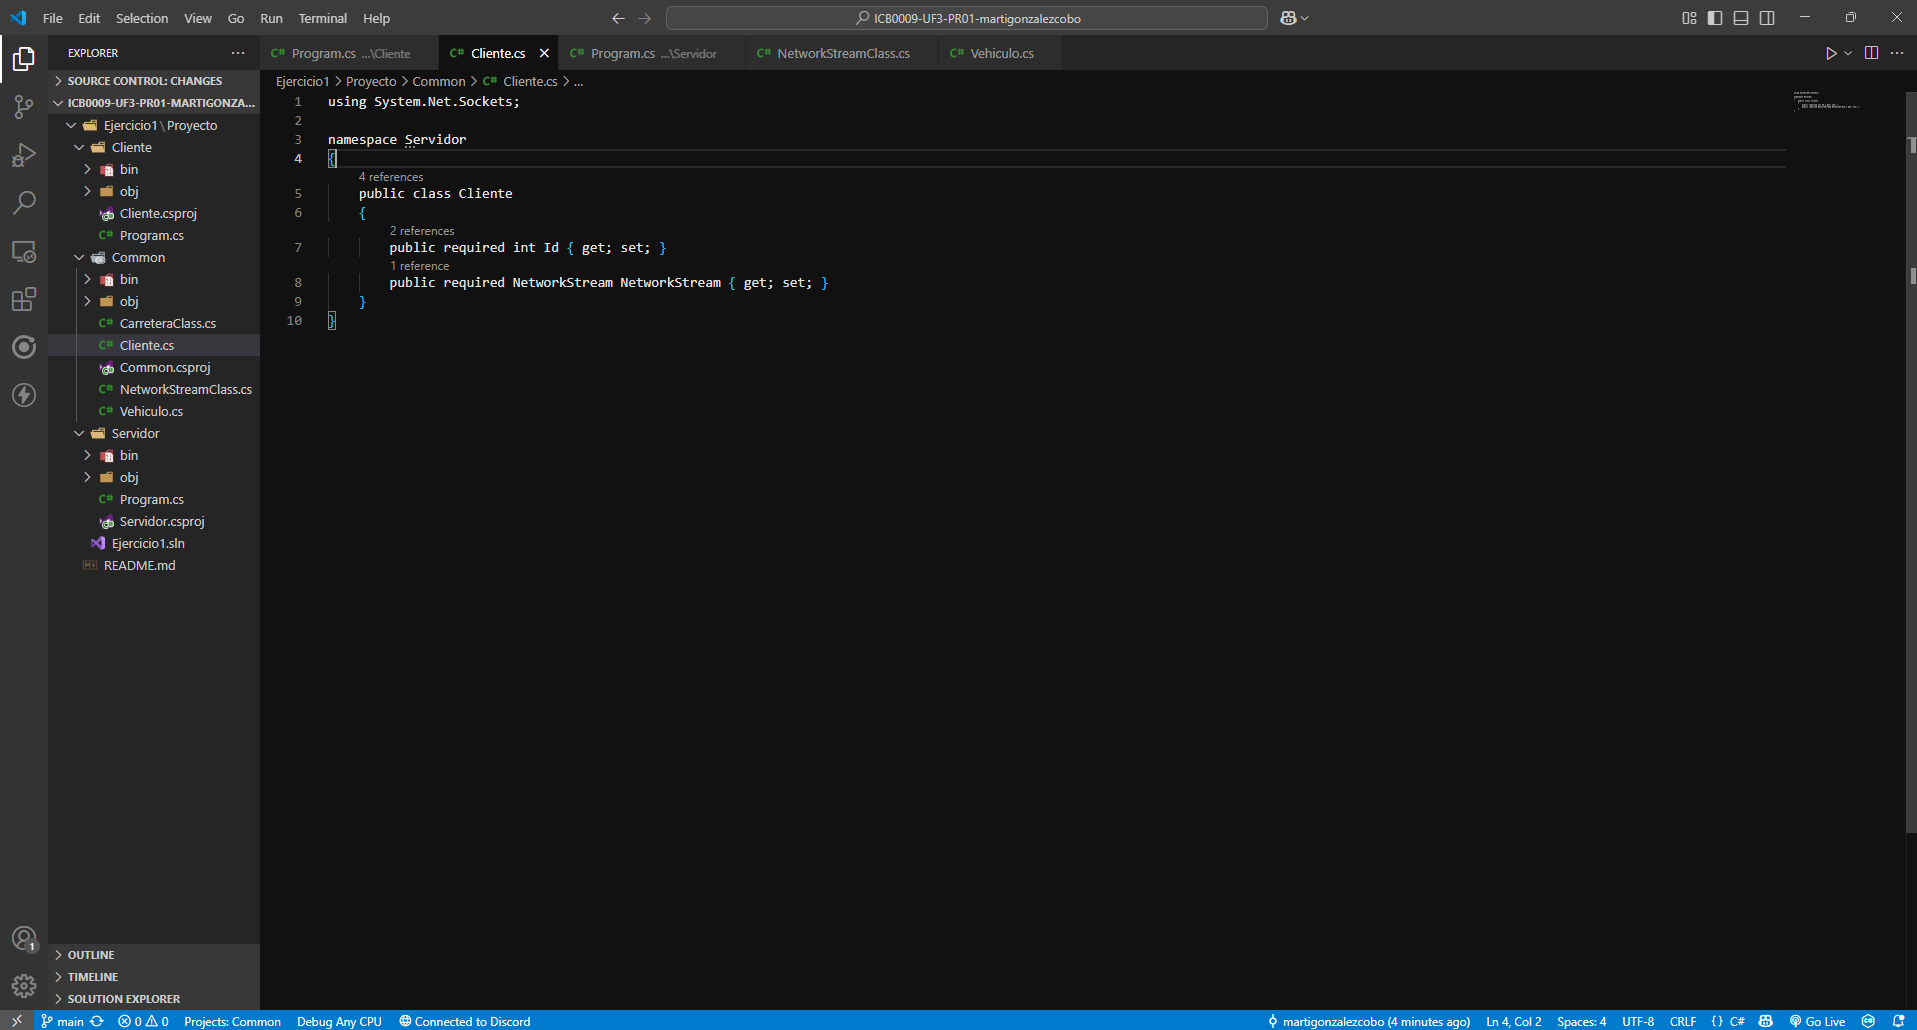 File Edit Selection View Go Run Terminal Help
ICB0009-UF3-PR01-martigonzalezcobo
EXPLORER
SOURCE CONTROL: CHANGES
ICB0009-UF3-PR01-MARTIGONZA...
Ejercicio1\Proyecto
Cliente
bin
obj
Cliente.csproj
C# Program.cs
Common
bin
obj
C# CarreteraClass.cs
C# Cliente.cs
Common.csproj
C# NetworkStreamClass.cs
C# Vehiculo.cs
Servidor
bin
obj
C# Program.cs
Servidor.csproj
Ejercicio1.sln
README.md
OUTLINE
TIMELINE
SOLUTION EXPLORER
1
C# Program.cs ...\Cliente C# Cliente.cs C# Program.cs ...\Servidor C# NetworkStreamClass.cs C# Vehiculo.cs
Ejercicio1 > Proyecto > Common > C# Cliente.cs > ...
1 using System.Net.Sockets;
2
3 namespace Servidor
4 {
4 references
5 public class Cliente
6 {
2 references
7 public required int Id { get; set; }
1 reference
8 public required NetworkStream NetworkStream { get; set; }
9 }
10 }
main 0 0 Projects: Common Debug Any CPU Connected to Discord martigonzalezcobo (4 minutes ago) Ln 4, Col 2 Spaces: 4 UTF-8 CRLF {} C# Go Live